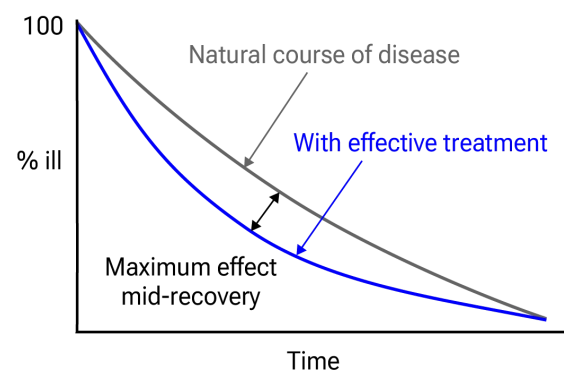 100
Natural course of disease
With effective treatment
% ill
Maximum effect
mid-recovery
Time